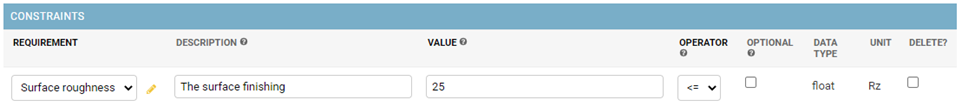 CONSTRAINTS
REQUIREMENT DESCRIPTION ? VALUE ? OPERATOR ? OPTIONAL ? DATA TYPE UNIT DELETE?
Surface roughness The surface finishing 25 <= float Rz